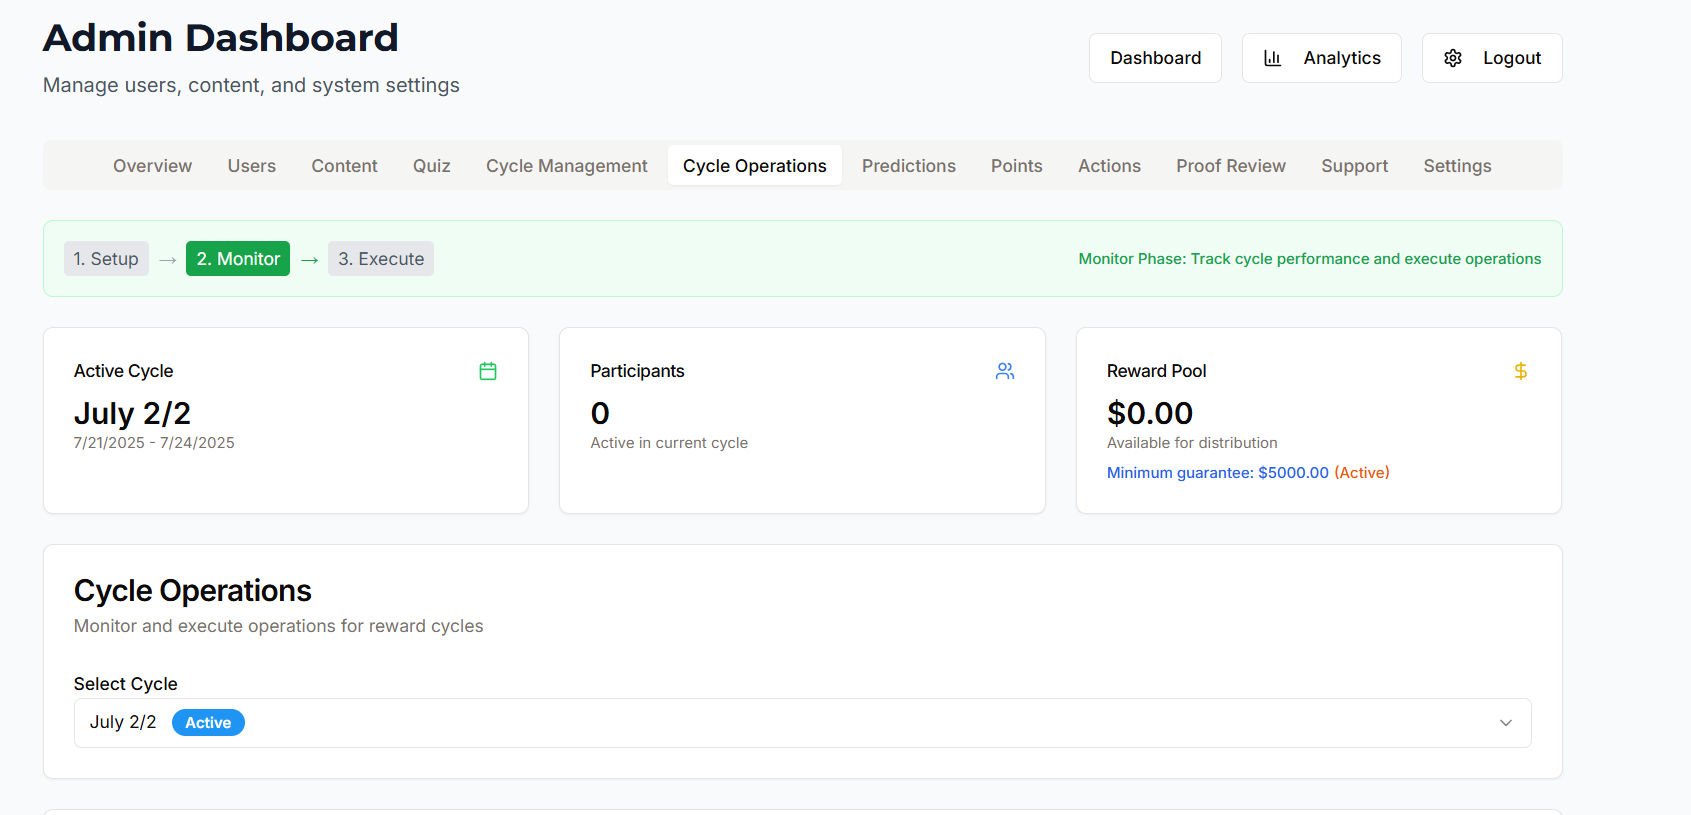 Admin Dashboard
Manage users, content, and system settings
Dashboard
Analytics
Logout
Overview
Users
Content
Quiz
Cycle Management
Cycle Operations
Predictions
Points
Actions
Proof Review
Support
Settings
1. Setup → 2. Monitor → 3. Execute
Monitor Phase: Track cycle performance and execute operations
Active Cycle
July 2/2
7/21/2025 - 7/24/2025
Participants
0
Active in current cycle
Reward Pool
$0.00
Available for distribution
Minimum guarantee: $5000.00 (Active)
Cycle Operations
Monitor and execute operations for reward cycles
Select Cycle
July 2/2 Active